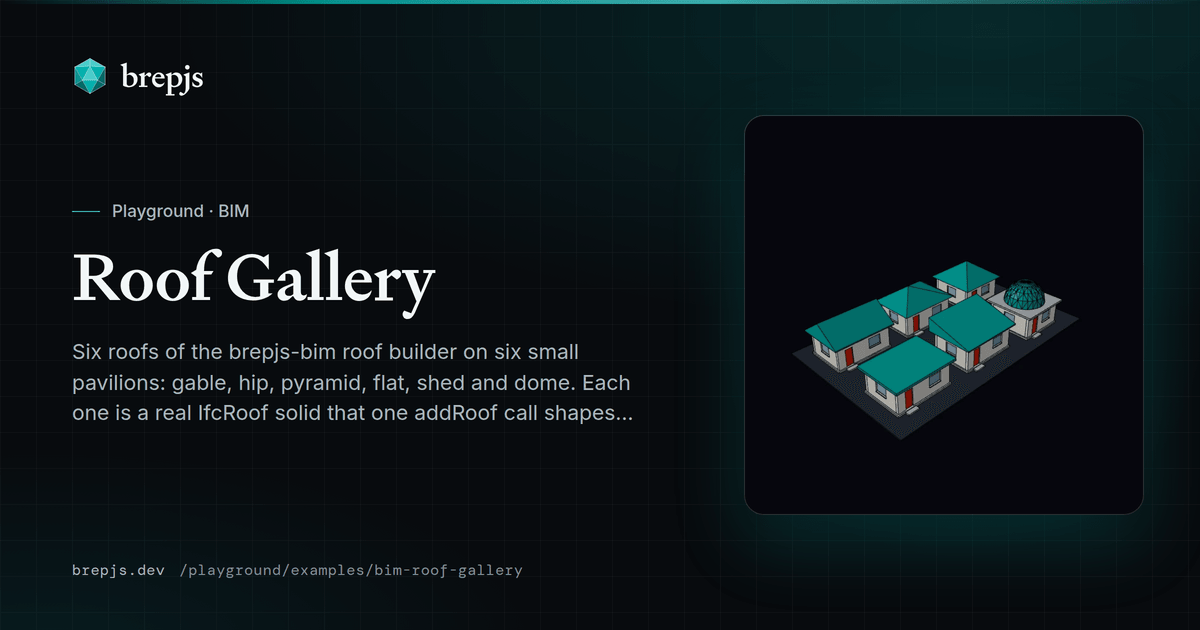 brepjs
Playground · BIM
Roof Gallery
Six roofs of the brepjs-bim roof builder on six small
pavilions: gable, hip, pyramid, flat, shed and dome. Each
one is a real IfcRoof solid that one addRoof call shapes...
brepjs.dev /playground/examples/bim-roof-gallery